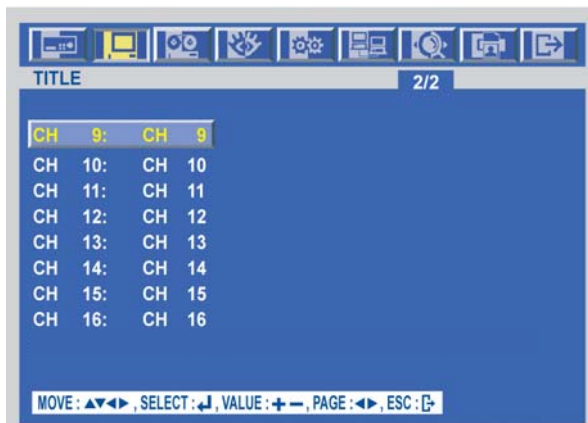 TITLE 2/2
CH 9: CH 9
CH 10: CH 10
CH 11: CH 11
CH 12: CH 12
CH 13: CH 13
CH 14: CH 14
CH 15: CH 15
CH 16: CH 16
MOVE : ▲▼◀▶ , SELECT : ↵ , VALUE : + − , PAGE : ◀▶ , ESC :